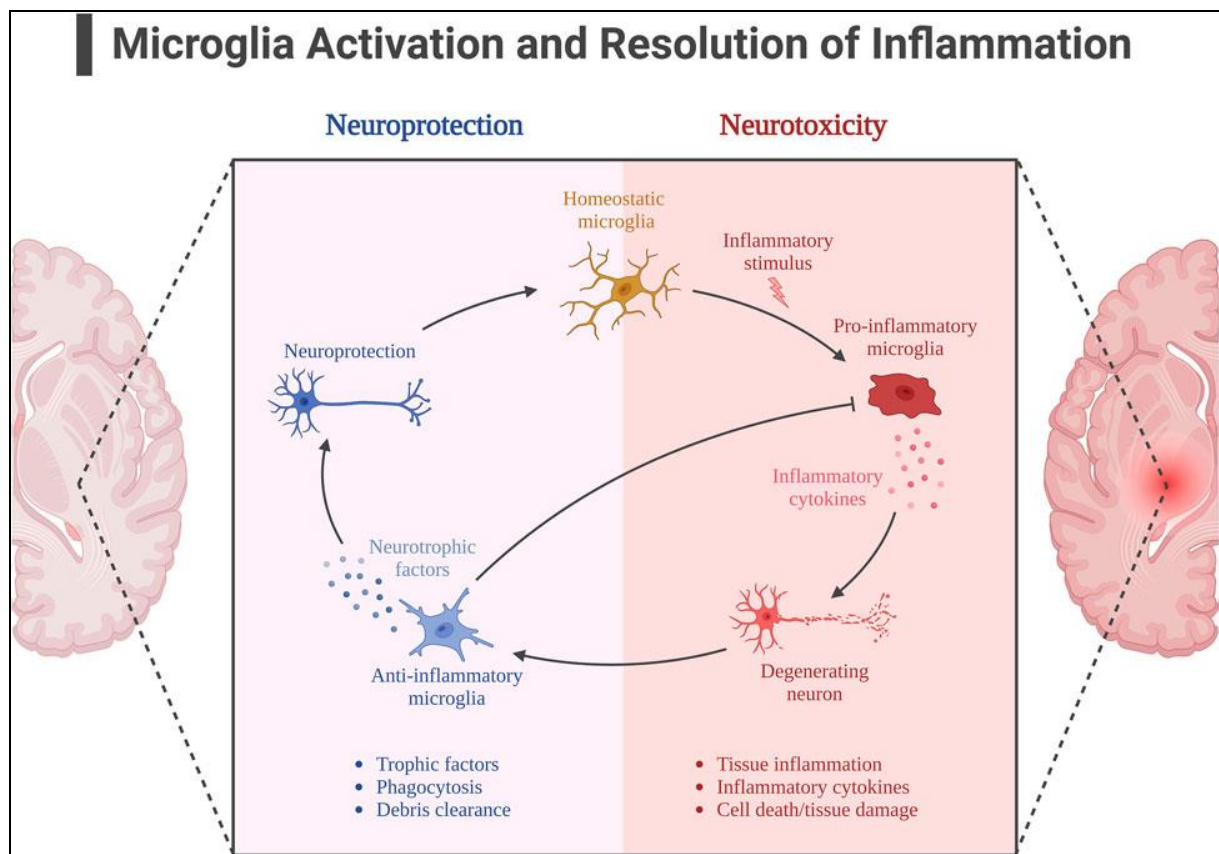 Microglia Activation and Resolution of Inflammation
Neuroprotection
Neurotoxicity
Homeostatic
microglia
Inflammatory
stimulus
Pro-inflammatory
microglia
Neuroprotection
Inflammatory
cytokines
Neurotrophic
factors
Anti-inflammatory
microglia
Degenerating
neuron
• Trophic factors
• Phagocytosis
• Debris clearance
• Tissue inflammation
• Inflammatory cytokines
• Cell death/tissue damage